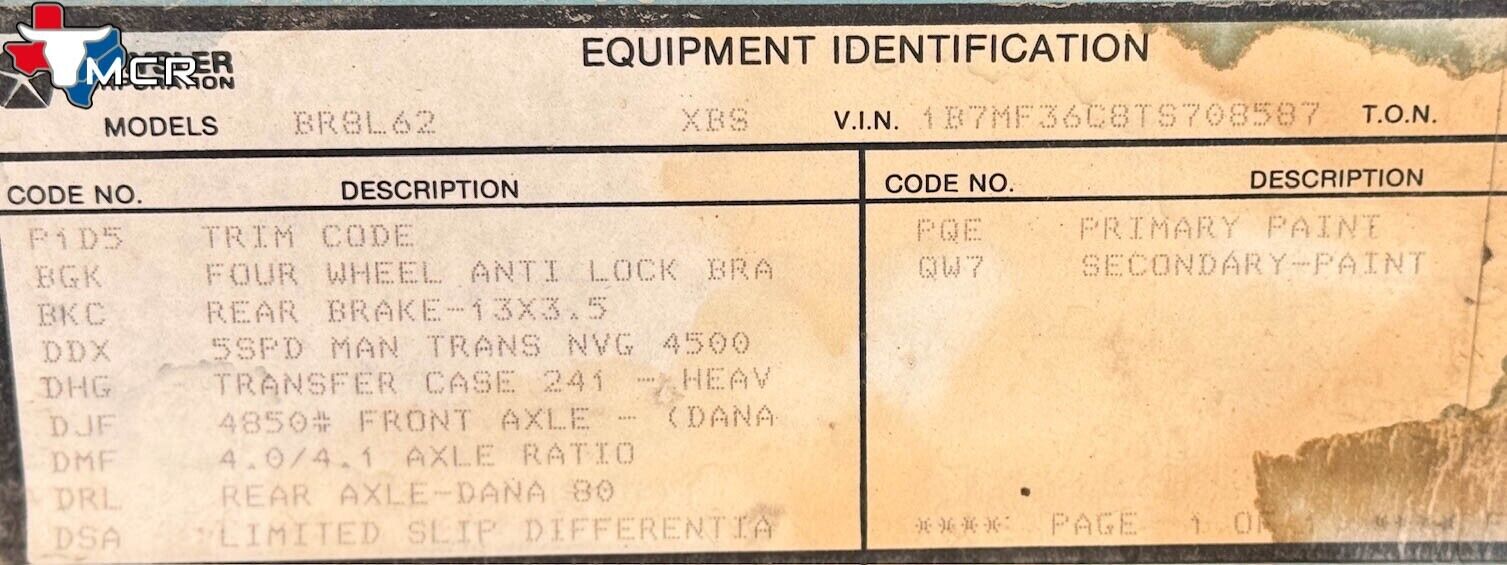 MCR
EQUIPMENT IDENTIFICATION
MODELS BR8L62 XBS V.I.N. 1B7MF36C8TS708587 T.O.N.
CODE NO. DESCRIPTION
P1D5 TRIM CODE
BGK FOUR WHEEL ANTI LOCK BRA
BKC REAR BRAKE-13X3.5
DDX 5SPD MAN TRANS NVG 4500
DHG TRANSFER CASE 241 - HEAV
DJF 4850# FRONT AXLE - (DANA
DMF 4.0/4.1 AXLE RATIO
DRL REAR AXLE-DANA 80
DSA LIMITED SLIP DIFFERENTIA
CODE NO. DESCRIPTION
PQE PRIMARY PAINT
QW7 SECONDARY-PAINT
**** PAGE 1 OF 1 ****